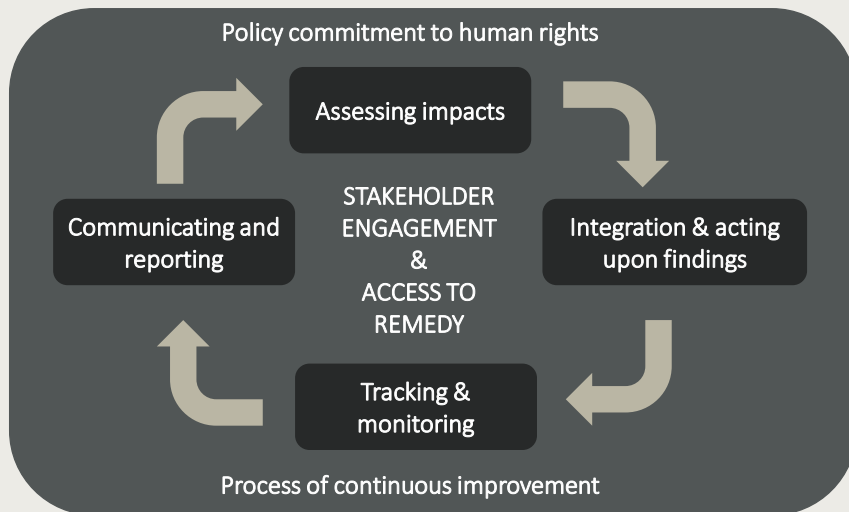 Policy commitment to human rights
Assessing impacts
STAKEHOLDER
ENGAGEMENT
&
ACCESS TO
REMEDY
Communicating and
reporting
Integration & acting
upon findings
Tracking &
monitoring
Process of continuous improvement